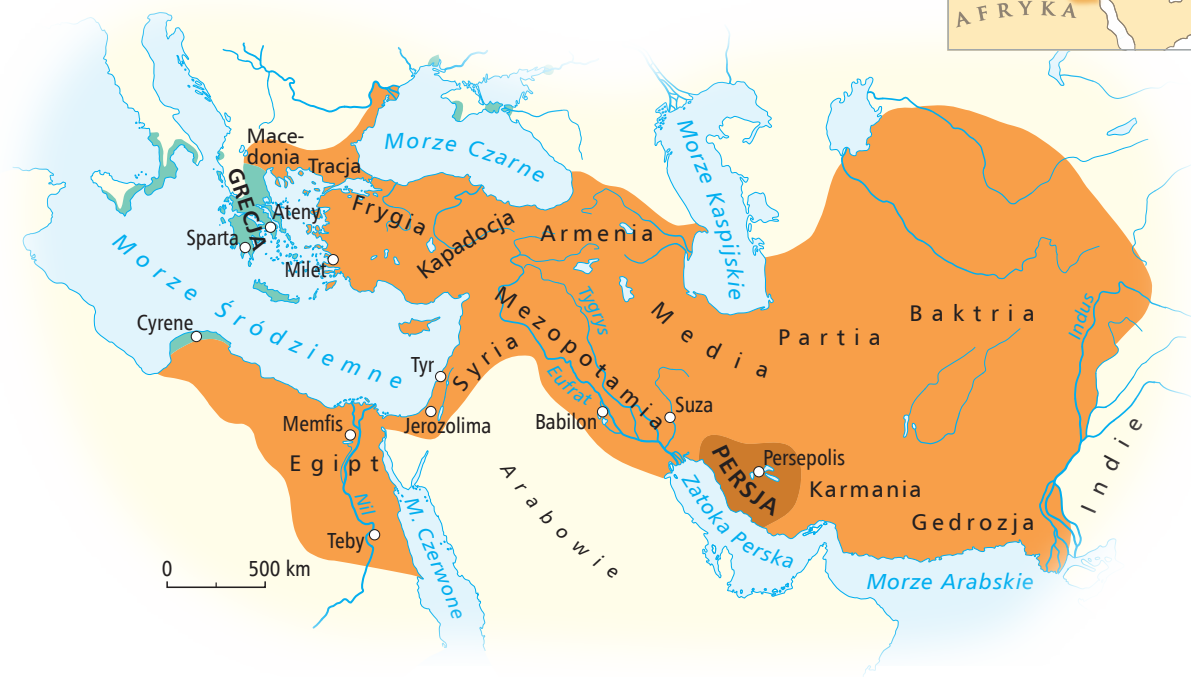 AFRYKA
Mace-
donia
Tracja
GRECJA
Ateny
Sparta
Milet
Morze Czarne
Morze Kaspijskie
Frygia
Kapadocja
Armenia
Morze Śródziemne
Cyrene
Mezopotamia
Tygrys
Eufrat
Media
Partia
Baktria
Indus
Tyr
Syria
Jerozolima
Memfis
Egipt
Nil
Teby
Babilon
Suza
PERSJA
Persepolis
Karmania
Gedrozja
Indie
Arabowie
Zatoka Perska
M. Czerwone
Morze Arabskie
0 500 km